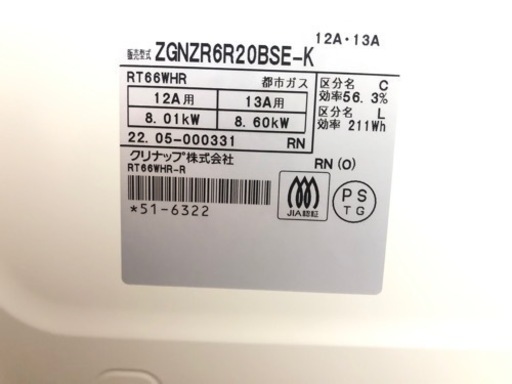 12A・13A
販売型式 ZGNZR6R20BSE-K
RT66WHR 都市ガス
12A用 13A用
8.01kW 8.60kW
区分名 C
効率56.3%
区分名 L
効率 211Wh
22.05-000331 RN
クリナップ株式会社 RN(O)
RT66WHR-R
*51-6322
JIA認証
PS
TG